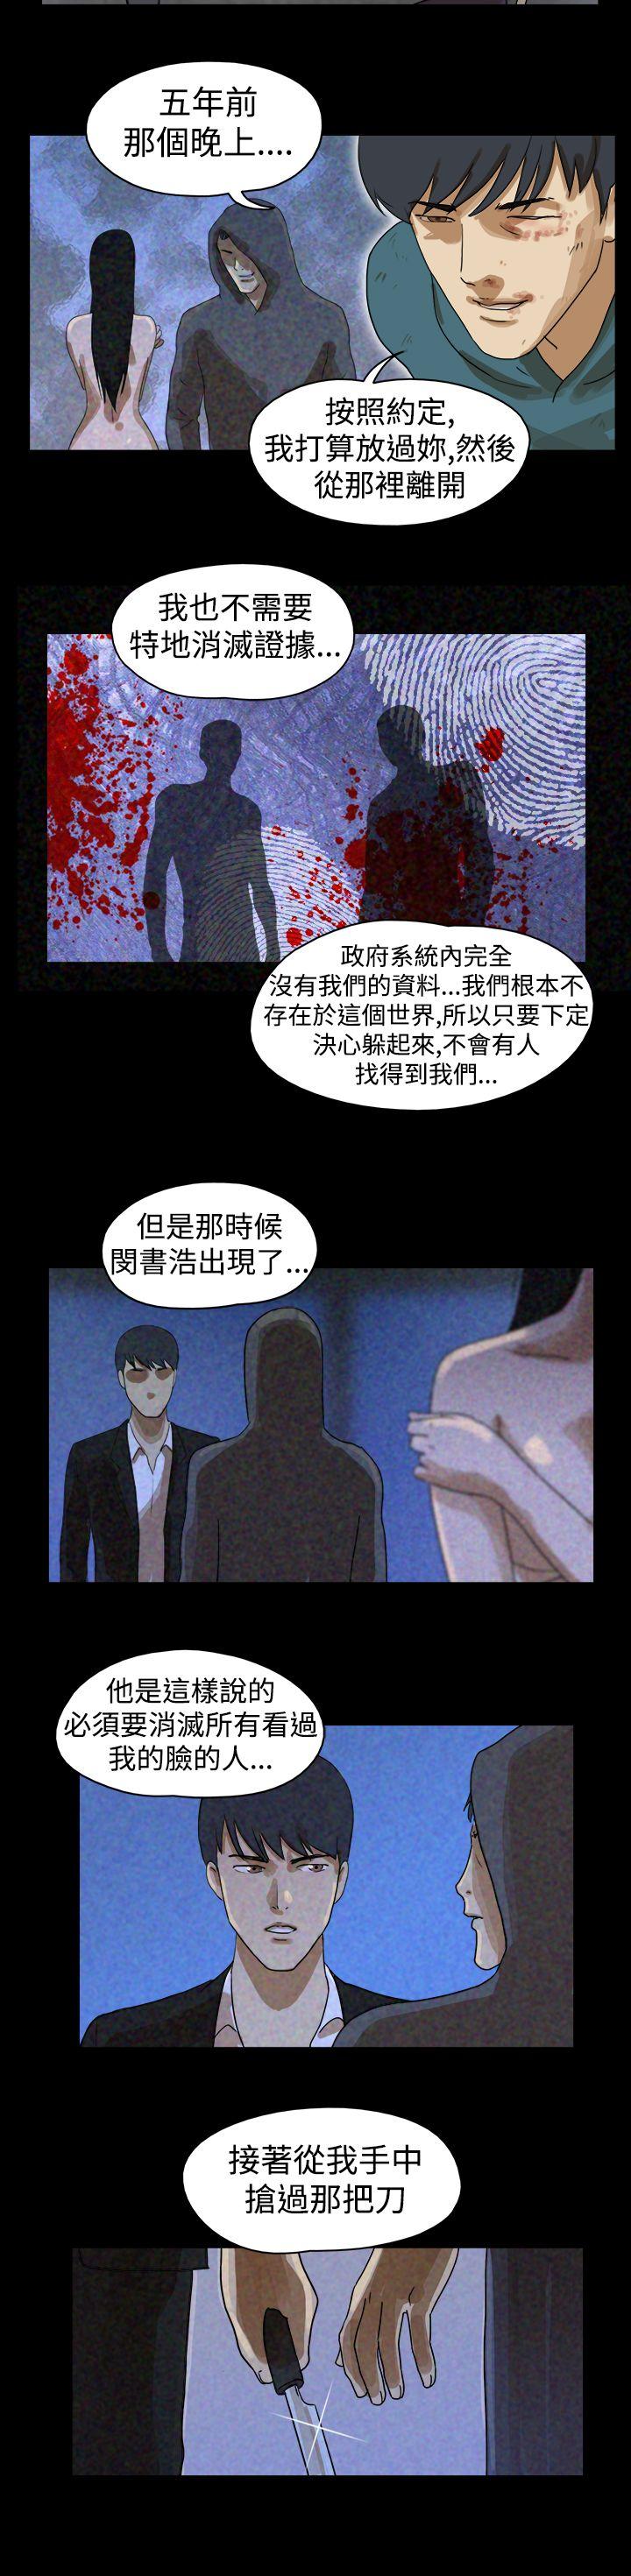 五年前
那個晚上....
按照約定,
我打算放過妳,然後
從那裡離開
我也不需要
特地消滅證據...
政府系統內完全
沒有我們的資料...我們根本不
存在於這個世界,所以只要下定
決心躲起來,不會有人
找得到我們...
但是那時候
閔書浩出現了...
他是這樣說的
必須要消滅所有看過
我的臉的人...
接著從我手中
搶過那把刀